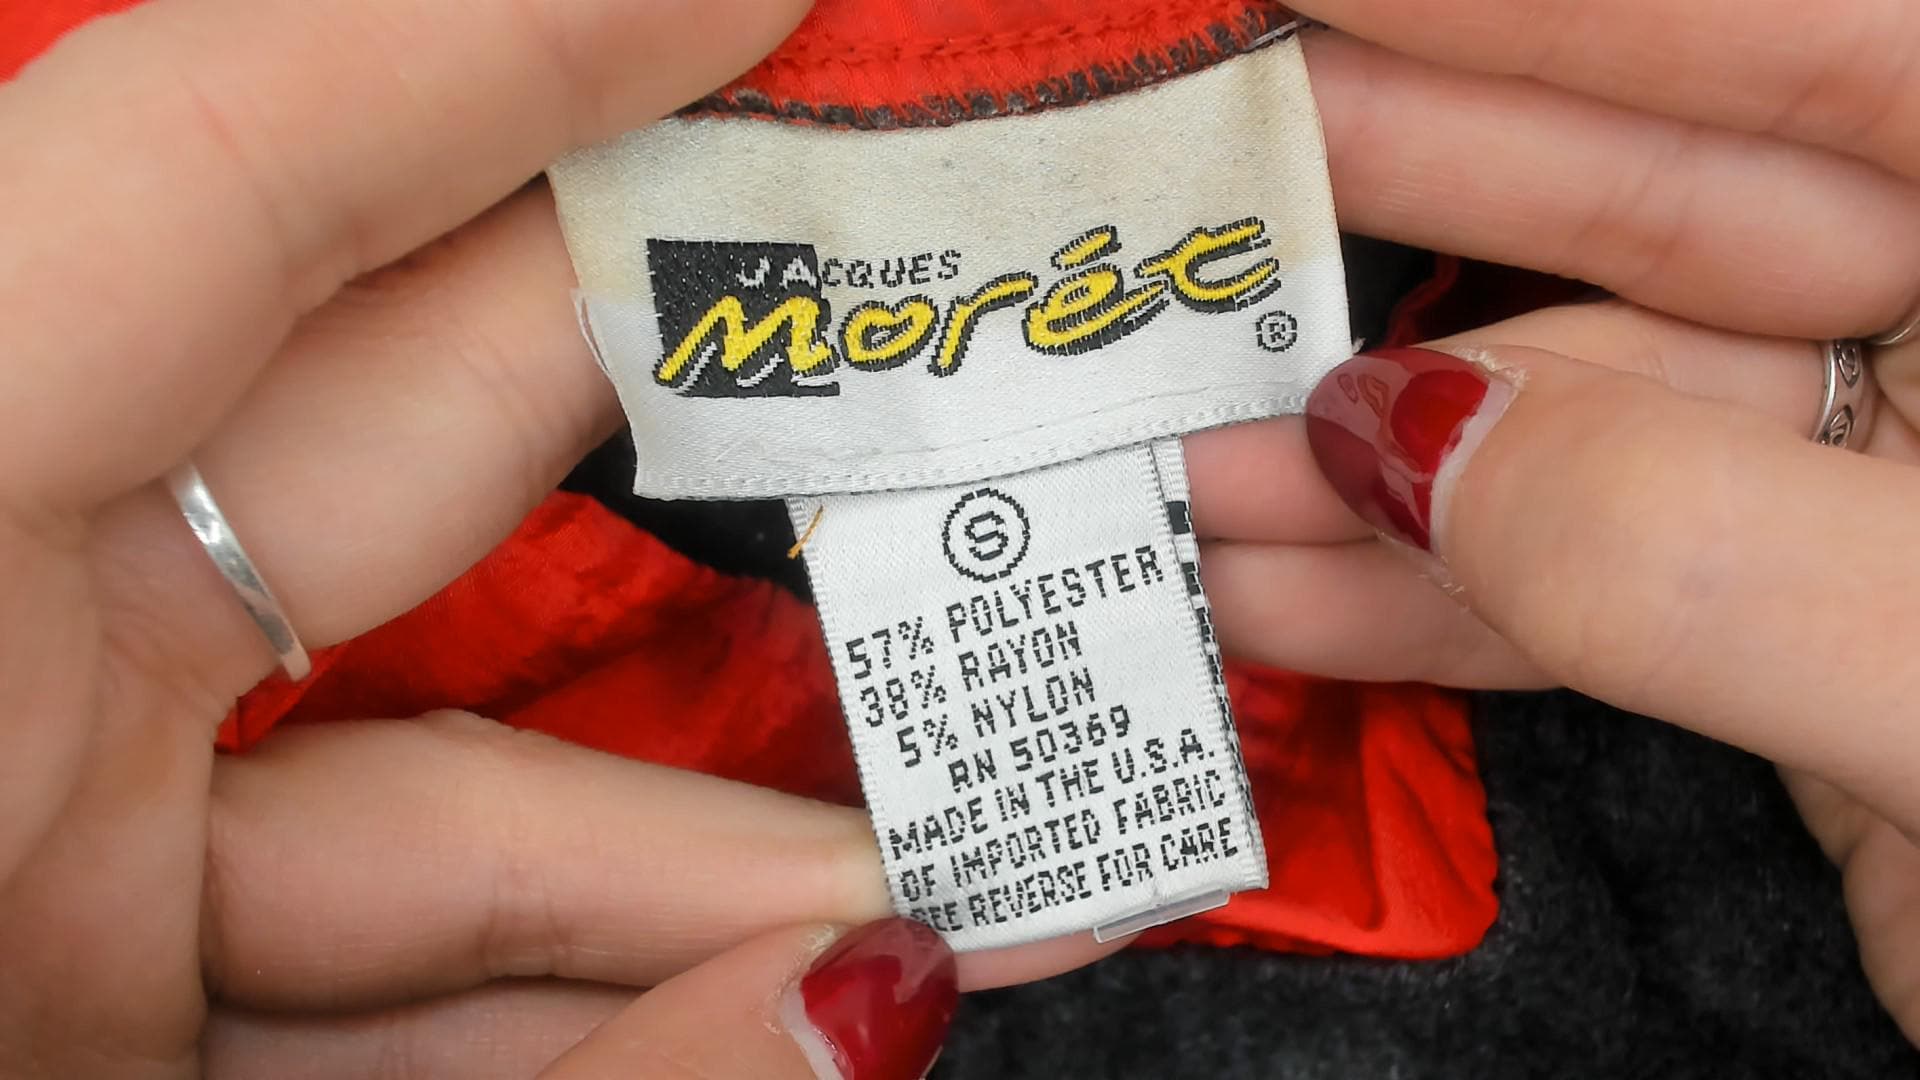 JACQUES
Morét
®
S
57% POLYESTER
38% RAYON
5% NYLON
RN 50369
MADE IN THE U.S.A.
OF IMPORTED FABRIC
SEE REVERSE FOR CARE